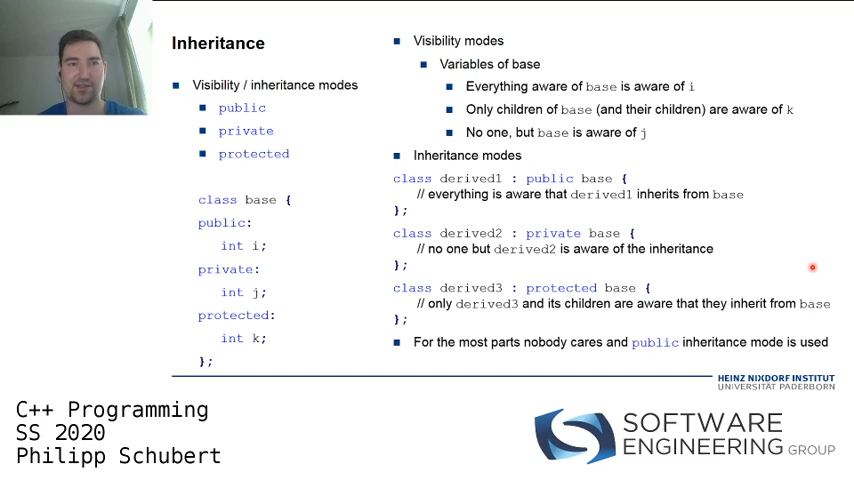 Inheritance
Visibility / inheritance modes
public
private
protected
class base {
public:
int i;
private:
int j;
protected:
int k;
};
Visibility modes
Variables of base
Everything aware of base is aware of i
Only children of base (and their children) are aware of k
No one, but base is aware of j
Inheritance modes
class derived1 : public base {
// everything is aware that derived1 inherits from base
};
class derived2 : private base {
// no one but derived2 is aware of the inheritance
};
class derived3 : protected base {
// only derived3 and its children are aware that they inherit from base
};
For the most parts nobody cares and public inheritance mode is used
HEINZ NIXDORF INSTITUT
UNIVERSITÄT PADERBORN
C++ Programming
SS 2020
Philipp Schubert
SOFTWARE
ENGINEERING GROUP